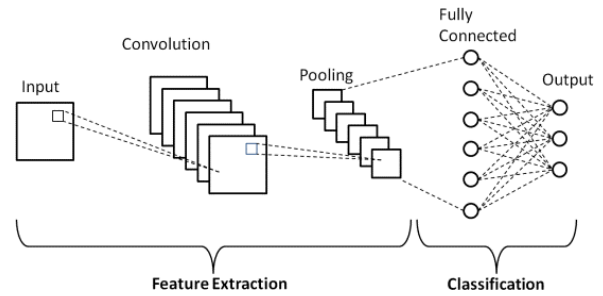 Input
Convolution
Pooling
Fully
Connected
Output
Feature Extraction
Classification